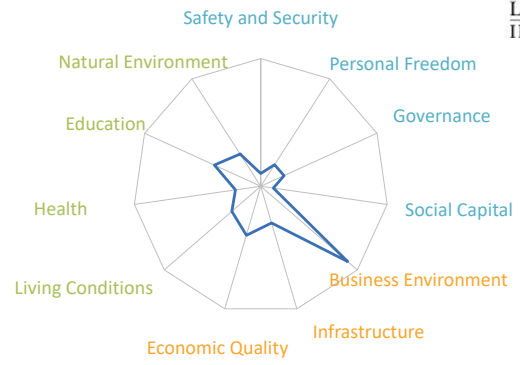 Safety and Security
Natural Environment
Personal Freedom
Education
Governance
Health
Social Capital
Business Environment
Living Conditions
Infrastructure
Economic Quality